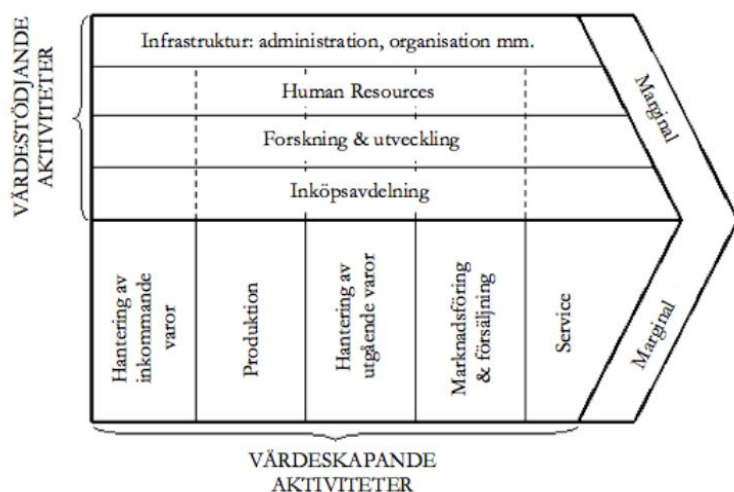 VÄRDESTÖDJANDE
AKTIVITETER
Infrastruktur: administration, organisation mm.
Human Resources
Forskning & utveckling
Inköpsavdelning
Marginal
Hantering av
inkommande
varor
Produktion
Hantering av
utgående varor
Marknadsföring
& försäljning
Service
Marginal
VÄRDESKAPANDE
AKTIVITETER